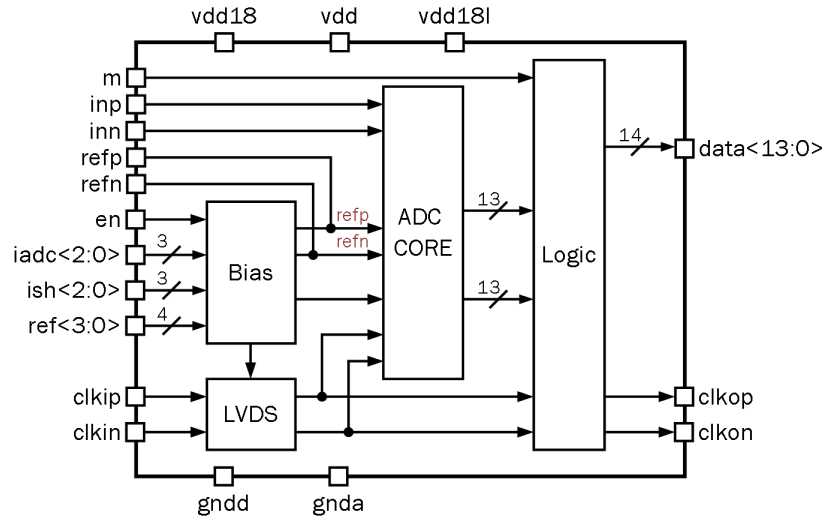 vdd18 vdd vdd18l
m
inp
inn
refp
refn
en
iadc<2:0>
ish<2:0>
ref<3:0>
clkip
clkin
3
3
4
Bias
LVDS
refp
refn
ADC
CORE
13
13
Logic
14
data<13:0>
clkop
clkon
gndd gnda